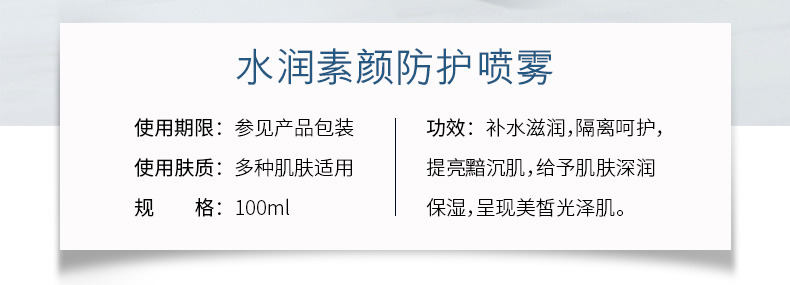 水润素颜防护喷雾
使用期限：参见产品包装
使用肤质：多种肌肤适用
规　　格：100ml
功效：补水滋润,隔离呵护,
提亮黯沉肌,给予肌肤深润
保湿,呈现美皙光泽肌。